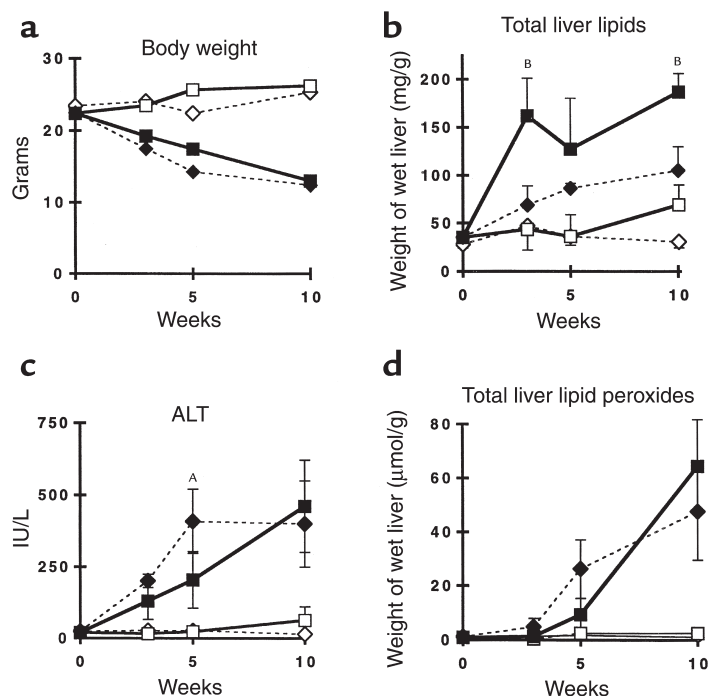 a
Body weight
Grams
30
20
10
0
0 5 10
Weeks
b
Total liver lipids
Weight of wet liver (mg/g)
200
150
100
50
0
B
B
0 5 10
Weeks
c
ALT
IU/L
750
500
250
0
A
0 5 10
Weeks
d
Total liver lipid peroxides
Weight of wet liver (μmol/g)
80
60
40
20
0
0 5 10
Weeks